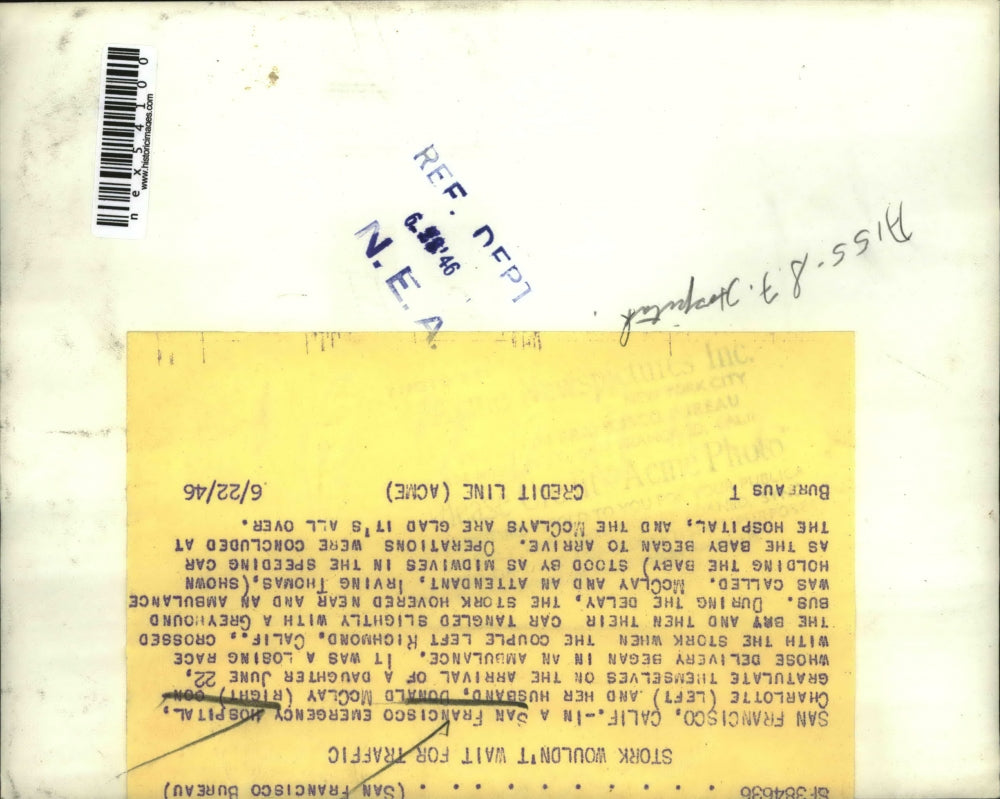 SF384636 . . . . . . . . . . (SAN FRANCISCO BUREAU
STORK WOULDN'T WAIT FOR TRAFFIC
SAN FRANCISCO, CALIF.--IN A SAN FRANCISCO EMERGENCY HOSPITAL,
CHARLOTTE (LEFT) AND HER HUSBAND, DONALD MCCLAY (RIGHT) CON
GRATULATE THEMSELVES ON THE ARRIVAL OF A DAUGHTER JUNE 22,
WHOSE DELIVERY BEGAN IN AN AMBULANCE. IT WAS A LOSING RACE
WITH THE STORK WHEN THE COUPLE LEFT RICHMOND, CALIF., CROSSED
THE BAY AND THEN THEIR CAR TANGLED SLIGHTLY WITH A GREYHOUND
BUS. DURING THE DELAY, THE STORK HOVERED NEAR AND AN AMBULANCE
WAS CALLED. MCCLAY AND AN ATTENDANT, IRVING THOMAS, (SHOWN
HOLDING THE BABY) STOOD BY AS MIDWIVES IN THE SPEEDING CAR
AS THE BABY BEGAN TO ARRIVE. OPERATIONS WERE CONCLUDED AT
THE HOSPITAL, AND THE MCCLAYS ARE GLAD IT'S ALL OVER.
BUREAUS T CREDIT LINE (ACME) 6/22/46
Newspictures Inc.
NEW YORK CITY
BUREAU
Acme Photo
S.F. Hospital
REF. DEPT
'46
N.E.A.
nex54100
www.historicimages.com